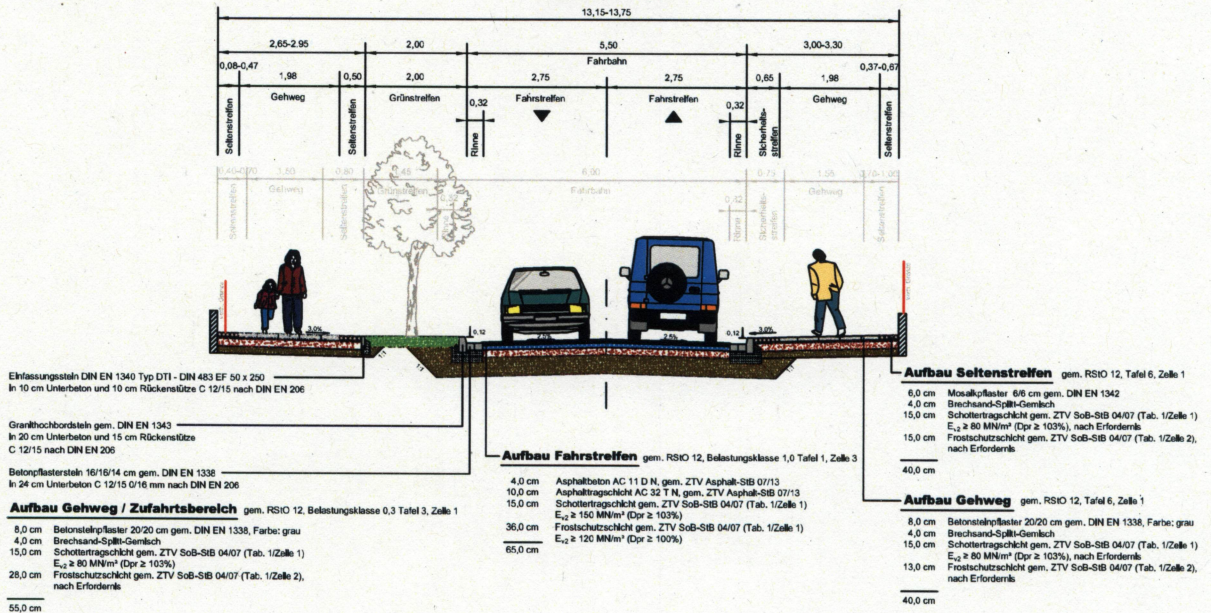 13,15-13,75
2,65-2.95
2,00
5,50
3,00-3.30
Fahrbahn
0,08-0,47
1,98
0,50
2,00
2,75
2,75
0,65
1,98
0,37-0,67
Gehweg
Grünstreifen
0,32
Fahrstreifen
Fahrstreifen
0,32
Gehweg
Seitenstreifen
Seitenstreifen
Rinne
Rinne
Sicherheits-
streifen
Seitenstreifen
6,00
Gehweg
Grünstreifen
Fahrbahn
Gehweg
Seitenstreifen
Seitenstreifen
Rinne
Sicherheits-
streifen
Seitenstreifen
3,0%
0,12
2,5%
2,5%
0,12
3,0%
1:1
1:1
1:1
Einfassungsstein DIN EN 1340 Typ DTI - DIN 483 EF 50 x 250
in 10 cm Unterbeton und 10 cm Rückenstütze C 12/15 nach DIN EN 206
Granithochbordstein gem. DIN EN 1343
in 20 cm Unterbeton und 15 cm Rückenstütze
C 12/15 nach DIN EN 206
Betonpflasterstein 16/16/14 cm gem. DIN EN 1338
in 24 cm Unterbeton C 12/15 0/16 mm nach DIN EN 206
Aufbau Gehweg / Zufahrtsbereich gem. RStO 12, Belastungsklasse 0,3 Tafel 3, Zeile 1
8,0 cm Betonsteinpflaster 20/20 cm gem. DIN EN 1338, Farbe: grau
4,0 cm Brechsand-Splitt-Gemisch
15,0 cm Schottertragschicht gem. ZTV SoB-StB 04/07 (Tab. 1/Zeile 1)
Ev2 ≥ 80 MN/m² (Dpr ≥ 103%)
28,0 cm Frostschutzschicht gem. ZTV SoB-StB 04/07 (Tab. 1/Zeile 2),
nach Erfordernis
55,0 cm
Aufbau Fahrstreifen gem. RStO 12, Belastungsklasse 1,0 Tafel 1, Zeile 3
4,0 cm Asphaltbeton AC 11 D N, gem. ZTV Asphalt-StB 07/13
10,0 cm Asphalttragschicht AC 32 T N, gem. ZTV Asphalt-StB 07/13
15,0 cm Schottertragschicht gem. ZTV SoB-StB 04/07 (Tab. 1/Zeile 1)
Ev2 ≥ 150 MN/m² (Dpr ≥ 103%)
36,0 cm Frostschutzschicht gem. ZTV SoB-StB 04/07 (Tab. 1/Zeile 2)
Ev2 ≥ 120 MN/m² (Dpr ≥ 100%)
65,0 cm
Aufbau Seitenstreifen gem. RStO 12, Tafel 6, Zeile 1
6,0 cm Mosaikpflaster 6/6 cm gem. DIN EN 1342
4,0 cm Brechsand-Splitt-Gemisch
15,0 cm Schottertragschicht gem. ZTV SoB-StB 04/07 (Tab. 1/Zeile 1)
Ev2 ≥ 80 MN/m² (Dpr ≥ 103%), nach Erfordernis
15,0 cm Frostschutzschicht gem. ZTV SoB-StB 04/07 (Tab. 1/Zeile 2),
nach Erfordernis
40,0 cm
Aufbau Gehweg gem. RStO 12, Tafel 6, Zeile 1
8,0 cm Betonsteinpflaster 20/20 cm gem. DIN EN 1338, Farbe: grau
4,0 cm Brechsand-Splitt-Gemisch
15,0 cm Schottertragschicht gem. ZTV SoB-StB 04/07 (Tab. 1/Zeile 1)
Ev2 ≥ 80 MN/m² (Dpr ≥ 103%), nach Erfordernis
13,0 cm Frostschutzschicht gem. ZTV SoB-StB 04/07 (Tab. 1/Zeile 2),
nach Erfordernis
40,0 cm